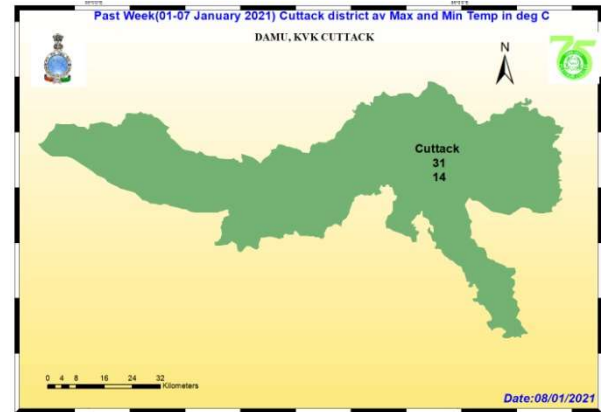 Past Week(01-07 January 2021) Cuttack district av Max and Min Temp in deg C
DAMU, KVK CUTTACK
N
75
Cuttack
31
14
0 4 8 16 24 32
Kilometers
Date:08/01/2021